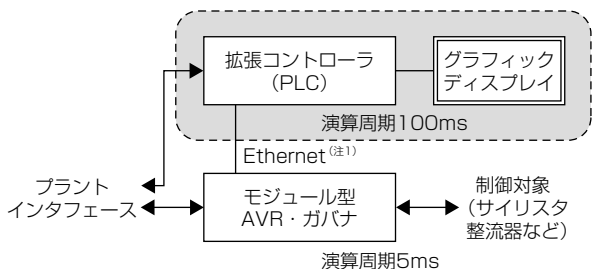 拡張コントローラ
（PLC）
グラフィック
ディスプレイ
演算周期100ms
Ethernet（注1）
プラント
インタフェース
モジュール型
AVR・ガバナ
制御対象
（サイリスタ
整流器など）
演算周期5ms